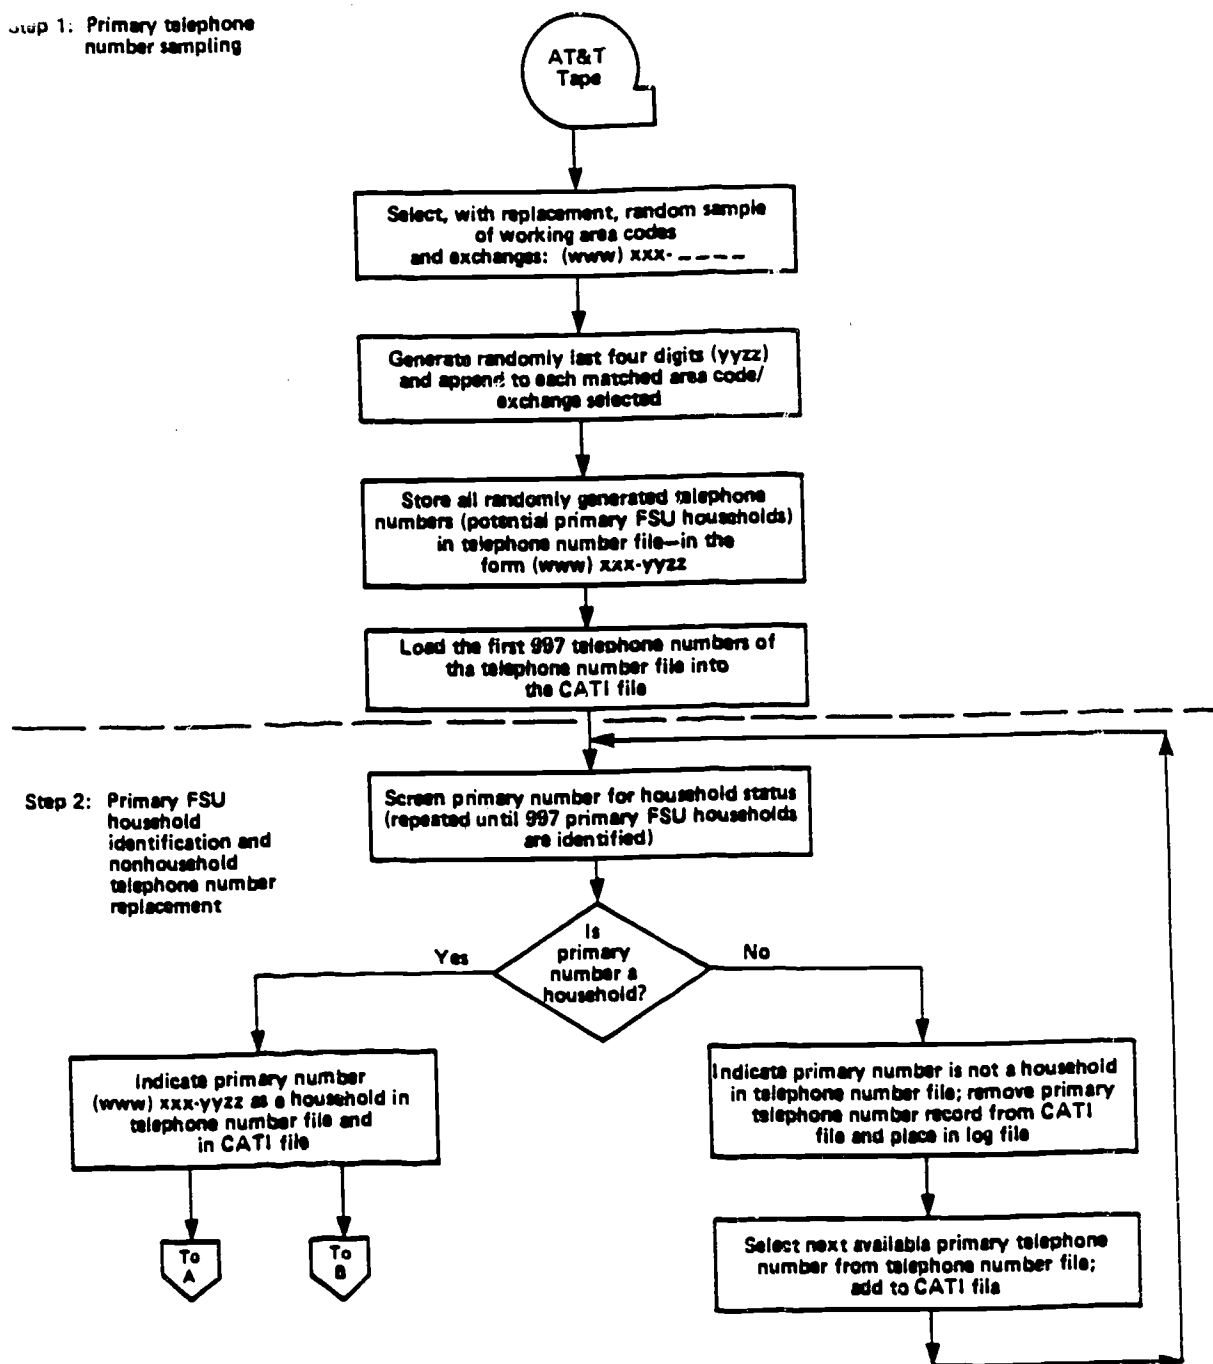 Step 1: Primary telephone
number sampling
AT&T
Tape
Select, with replacement, random sample
of working area codes
and exchanges: (www) xxx- _ _ _ _
Generate randomly last four digits (yyzz)
and append to each matched area code/
exchange selected
Store all randomly generated telephone
numbers (potential primary FSU households)
in telephone number file—in the
form (www) xxx-yyzz
Load the first 997 telephone numbers of
the telephone number file into
the CATI file
Step 2: Primary FSU
household
identification and
nonhousehold
telephone number
replacement
Screen primary number for household status
(repeated until 997 primary FSU households
are identified)
Is
primary
number a
household?
Yes
No
Indicate primary number
(www) xxx-yyzz as a household in
telephone number file and
in CATI file
Indicate primary number is not a household
in telephone number file; remove primary
telephone number record from CATI
file and place in log file
To
A
To
B
Select next available primary telephone
number from telephone number file;
add to CATI file